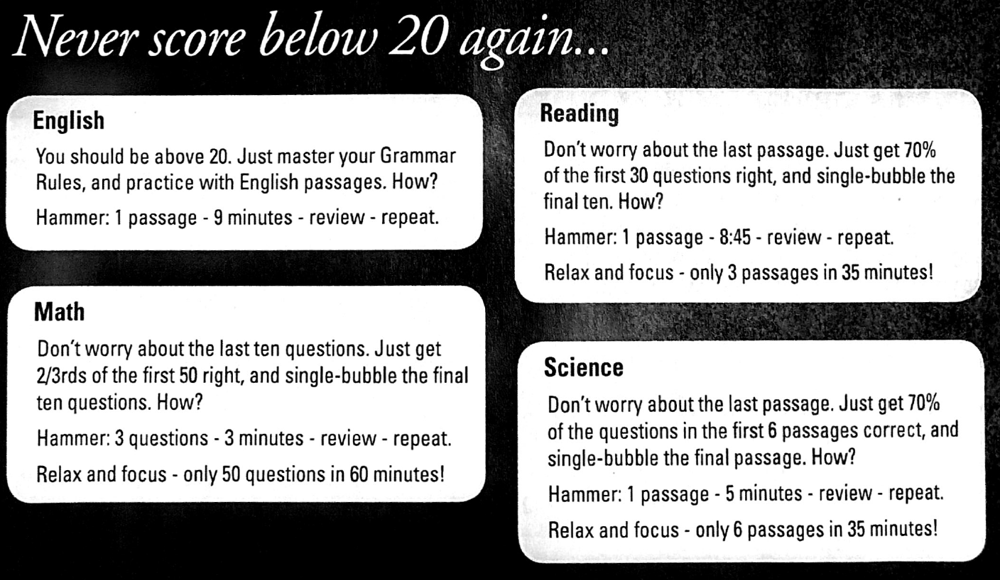 Never score below 20 again...
English
You should be above 20. Just master your Grammar
Rules, and practice with English passages. How?
Hammer: 1 passage - 9 minutes - review - repeat.
Math
Don't worry about the last ten questions. Just get
2/3rds of the first 50 right, and single-bubble the final
ten questions. How?
Hammer: 3 questions - 3 minutes - review - repeat.
Relax and focus - only 50 questions in 60 minutes!
Reading
Don't worry about the last passage. Just get 70%
of the first 30 questions right, and single-bubble the
final ten. How?
Hammer: 1 passage - 8:45 - review - repeat.
Relax and focus - only 3 passages in 35 minutes!
Science
Don't worry about the last passage. Just get 70%
of the questions in the first 6 passages correct, and
single-bubble the final passage. How?
Hammer: 1 passage - 5 minutes - review - repeat.
Relax and focus - only 6 passages in 35 minutes!